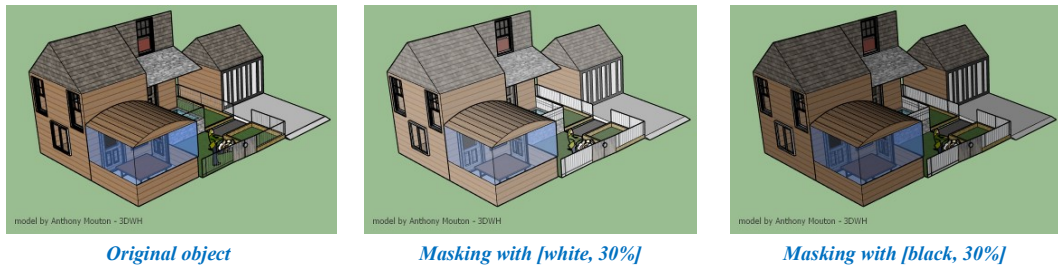 model by Anthony Mouton - 3DWH
model by Anthony Mouton - 3DWH
model by Anthony Mouton - 3DWH
Original object
Masking with [white, 30%]
Masking with [black, 30%]